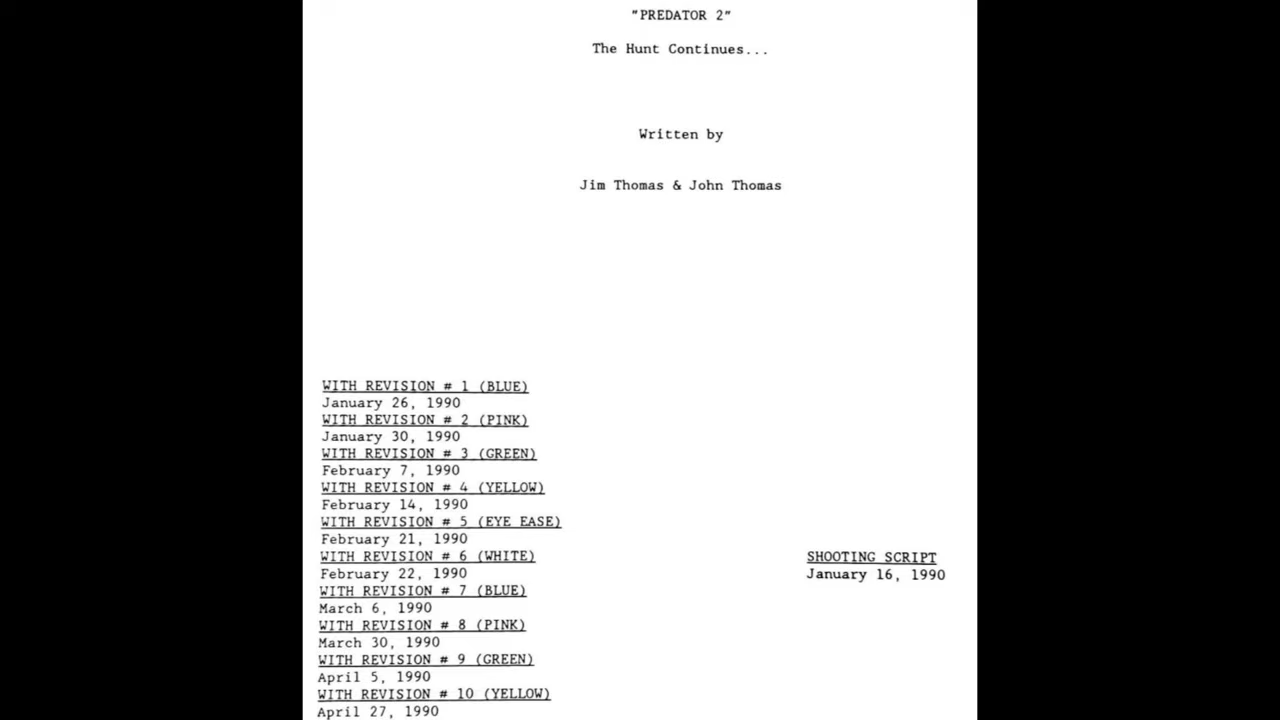 "PREDATOR 2"
The Hunt Continues...
Written by
Jim Thomas & John Thomas
WITH REVISION # 1 (BLUE)
January 26, 1990
WITH REVISION # 2 (PINK)
January 30, 1990
WITH REVISION # 3 (GREEN)
February 7, 1990
WITH REVISION # 4 (YELLOW)
February 14, 1990
WITH REVISION # 5 (EYE EASE)
February 21, 1990
WITH REVISION # 6 (WHITE)
February 22, 1990
WITH REVISION # 7 (BLUE)
March 6, 1990
WITH REVISION # 8 (PINK)
March 30, 1990
WITH REVISION # 9 (GREEN)
April 5, 1990
WITH REVISION # 10 (YELLOW)
April 27, 1990
SHOOTING SCRIPT
January 16, 1990